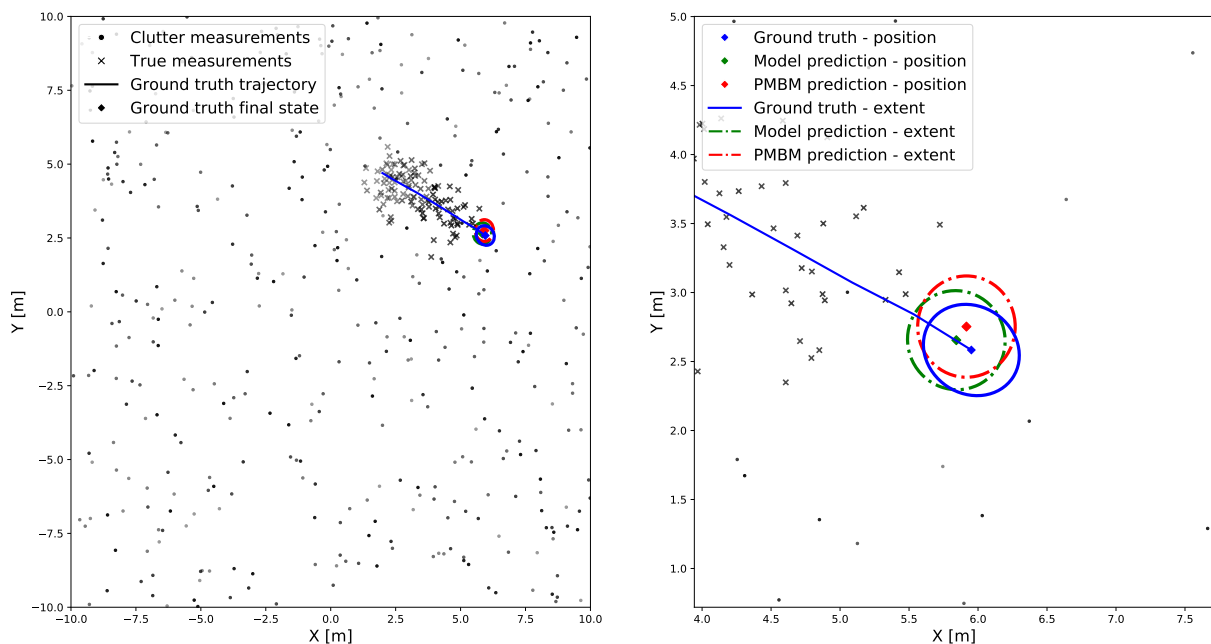 10.0
7.5
5.0
2.5
0.0
−2.5
−5.0
−7.5
−10.0
Y [m]
Clutter measurements
True measurements
Ground truth trajectory
Ground truth final state
−10.0 −7.5 −5.0 −2.5 0.0 2.5 5.0 7.5 10.0
X [m]
5.0
4.5
4.0
3.5
3.0
2.5
2.0
1.5
1.0
Y [m]
Ground truth - position
Model prediction - position
PMBM prediction - position
Ground truth - extent
Model prediction - extent
PMBM prediction - extent
4.0 4.5 5.0 5.5 6.0 6.5 7.0 7.5
X [m]